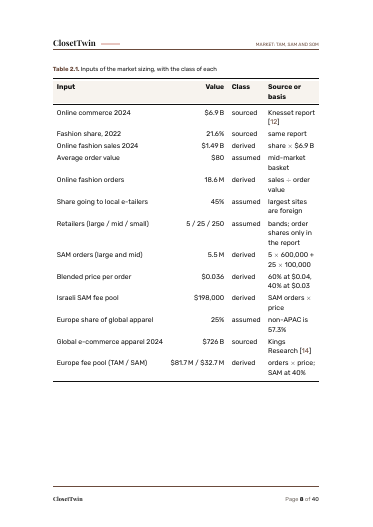 ClosetTwin
MARKET: TAM, SAM AND SOM
Table 2.1. Inputs of the market sizing, with the class of each
Input Value Class Source or
basis
Online commerce 2024 $6.9 B sourced Knesset report
[12]
Fashion share, 2022 21.6% sourced same report
Online fashion sales 2024 $1.49 B derived share × $6.9 B
Average order value $80 assumed mid-market
basket
Online fashion orders 18.6 M derived sales ÷ order
value
Share going to local e-tailers 45% assumed largest sites
are foreign
Retailers (large / mid / small) 5 / 25 / 250 assumed bands; order
shares only in
the report
SAM orders (large and mid) 5.5 M derived 5 × 600,000 +
25 × 100,000
Blended price per order $0.036 derived 60% at $0.04,
40% at $0.03
Israeli SAM fee pool $198,000 derived SAM orders ×
price
Europe share of global apparel 25% assumed non-APAC is
57.3%
Global e-commerce apparel 2024 $726 B sourced Kings
Research [14]
Europe fee pool (TAM / SAM) $81.7 M / $32.7 M derived orders × price;
SAM at 40%
ClosetTwin
Page 8 of 40